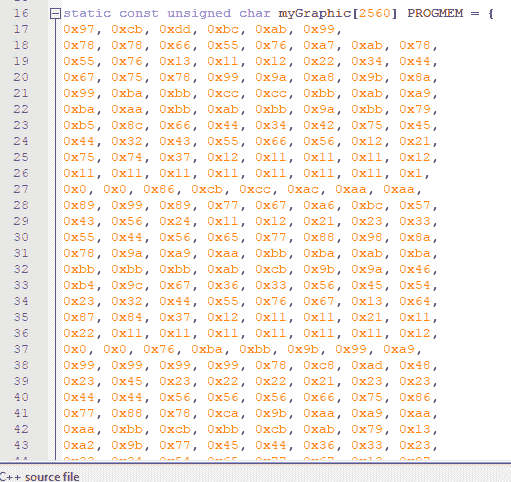 16 static const unsigned char myGraphic[2560] PROGMEM = {
17 0x97, 0xcb, 0xdd, 0xbc, 0xab, 0x99,
18 0x78, 0x78, 0x66, 0x55, 0x76, 0xa7, 0xab, 0x78,
19 0x55, 0x76, 0x13, 0x11, 0x12, 0x22, 0x34, 0x44,
20 0x67, 0x75, 0x78, 0x99, 0x9a, 0xa8, 0x9b, 0x8a,
21 0x99, 0xba, 0xbb, 0xcc, 0xcc, 0xbb, 0xab, 0xa9,
22 0xba, 0xaa, 0xbb, 0xab, 0xbb, 0x9a, 0xbb, 0x79,
23 0xb5, 0x8c, 0x66, 0x44, 0x34, 0x42, 0x75, 0x45,
24 0x44, 0x32, 0x43, 0x55, 0x66, 0x56, 0x12, 0x21,
25 0x75, 0x74, 0x37, 0x12, 0x11, 0x11, 0x11, 0x12,
26 0x11, 0x11, 0x11, 0x11, 0x11, 0x11, 0x11, 0x1,
27 0x0, 0x0, 0x86, 0xcb, 0xcc, 0xac, 0xaa, 0xaa,
28 0x89, 0x99, 0x89, 0x77, 0x67, 0xa6, 0xbc, 0x57,
29 0x43, 0x56, 0x24, 0x11, 0x12, 0x21, 0x23, 0x33,
30 0x55, 0x44, 0x56, 0x65, 0x77, 0x88, 0x98, 0x8a,
31 0x78, 0x9a, 0xa9, 0xaa, 0xbb, 0xba, 0xab, 0xba,
32 0xbb, 0xbb, 0xbb, 0xab, 0xcb, 0x9b, 0x9a, 0x46,
33 0xb4, 0x9c, 0x67, 0x36, 0x33, 0x56, 0x45, 0x54,
34 0x23, 0x32, 0x44, 0x55, 0x76, 0x67, 0x13, 0x64,
35 0x87, 0x84, 0x37, 0x12, 0x11, 0x11, 0x21, 0x11,
36 0x22, 0x11, 0x11, 0x11, 0x11, 0x11, 0x11, 0x12,
37 0x0, 0x0, 0x76, 0xba, 0xbb, 0x9b, 0x99, 0xa9,
38 0x99, 0x99, 0x99, 0x99, 0x78, 0xc8, 0xad, 0x48,
39 0x23, 0x45, 0x23, 0x22, 0x22, 0x21, 0x23, 0x23,
40 0x44, 0x44, 0x56, 0x56, 0x56, 0x66, 0x75, 0x86,
41 0x77, 0x88, 0x78, 0xca, 0x9b, 0xaa, 0xa9, 0xaa,
42 0xaa, 0xbb, 0xcb, 0xbb, 0xcb, 0xab, 0x79, 0x13,
43 0xa2, 0x9b, 0x77, 0x45, 0x44, 0x36, 0x33, 0x23,
C++ source file